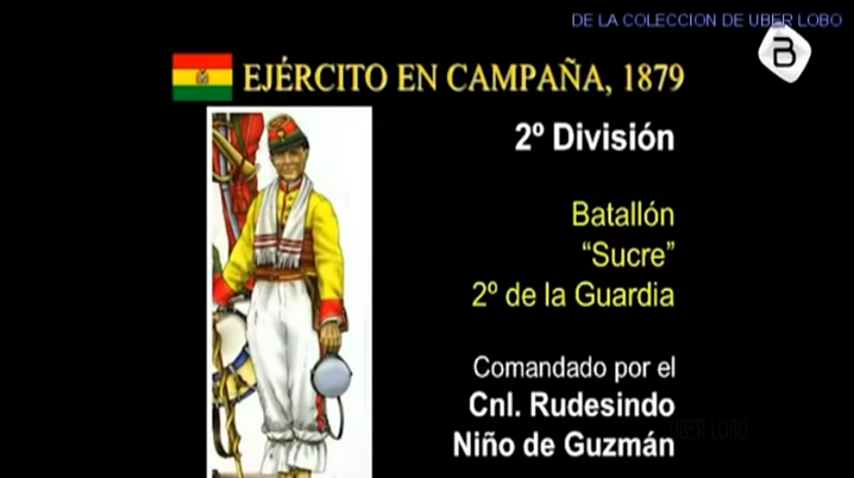 DE LA COLECCION DE UBER LOBO
B
EJÉRCITO EN CAMPAÑA, 1879
2º División
Batallón
“Sucre”
2º de la Guardia
Comandado por el
Cnl. Rudesindo
Niño de Guzmán
UBER LOBO